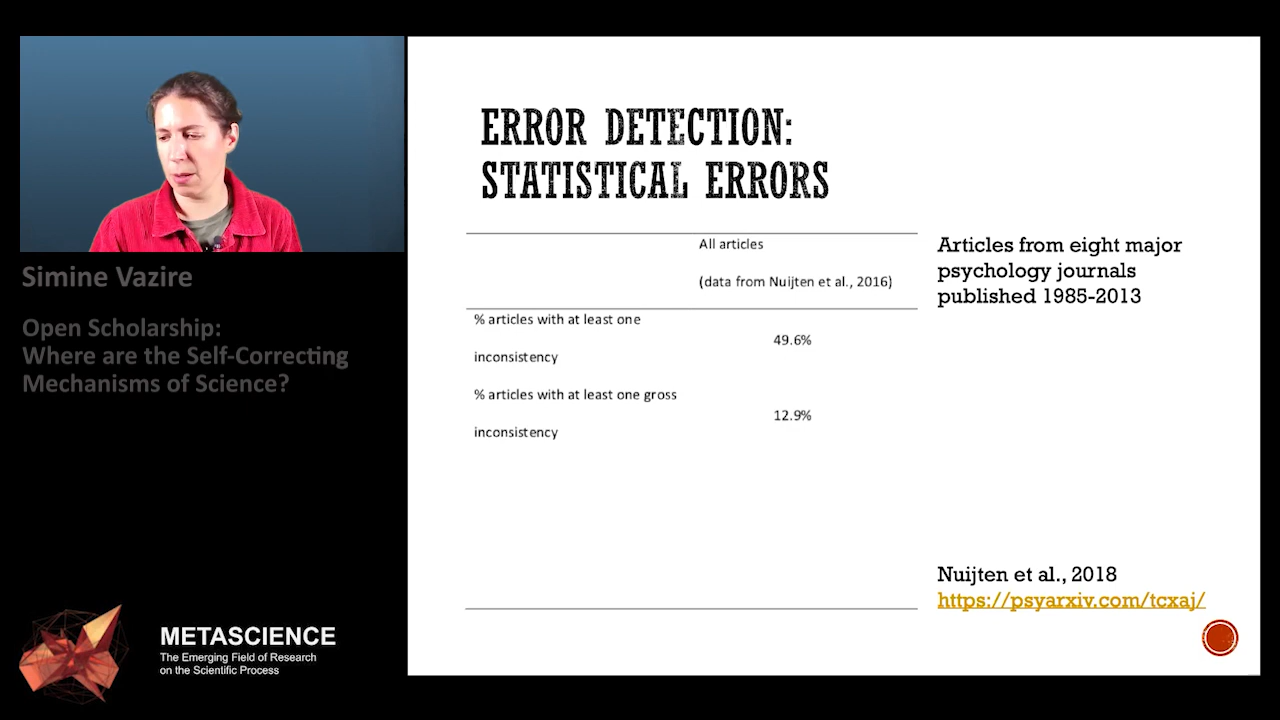 Simine Vazire
Open Scholarship:
Where are the Self-Correcting
Mechanisms of Science?
METASCIENCE
The Emerging Field of Research
on the Scientific Process
ERROR DETECTION:
STATISTICAL ERRORS
All articles
(data from Nuijten et al., 2016)
% articles with at least one
inconsistency
49.6%
% articles with at least one gross
inconsistency
12.9%
Articles from eight major
psychology journals
published 1985-2013
Nuijten et al., 2018
https://psyarxiv.com/tcxaj/